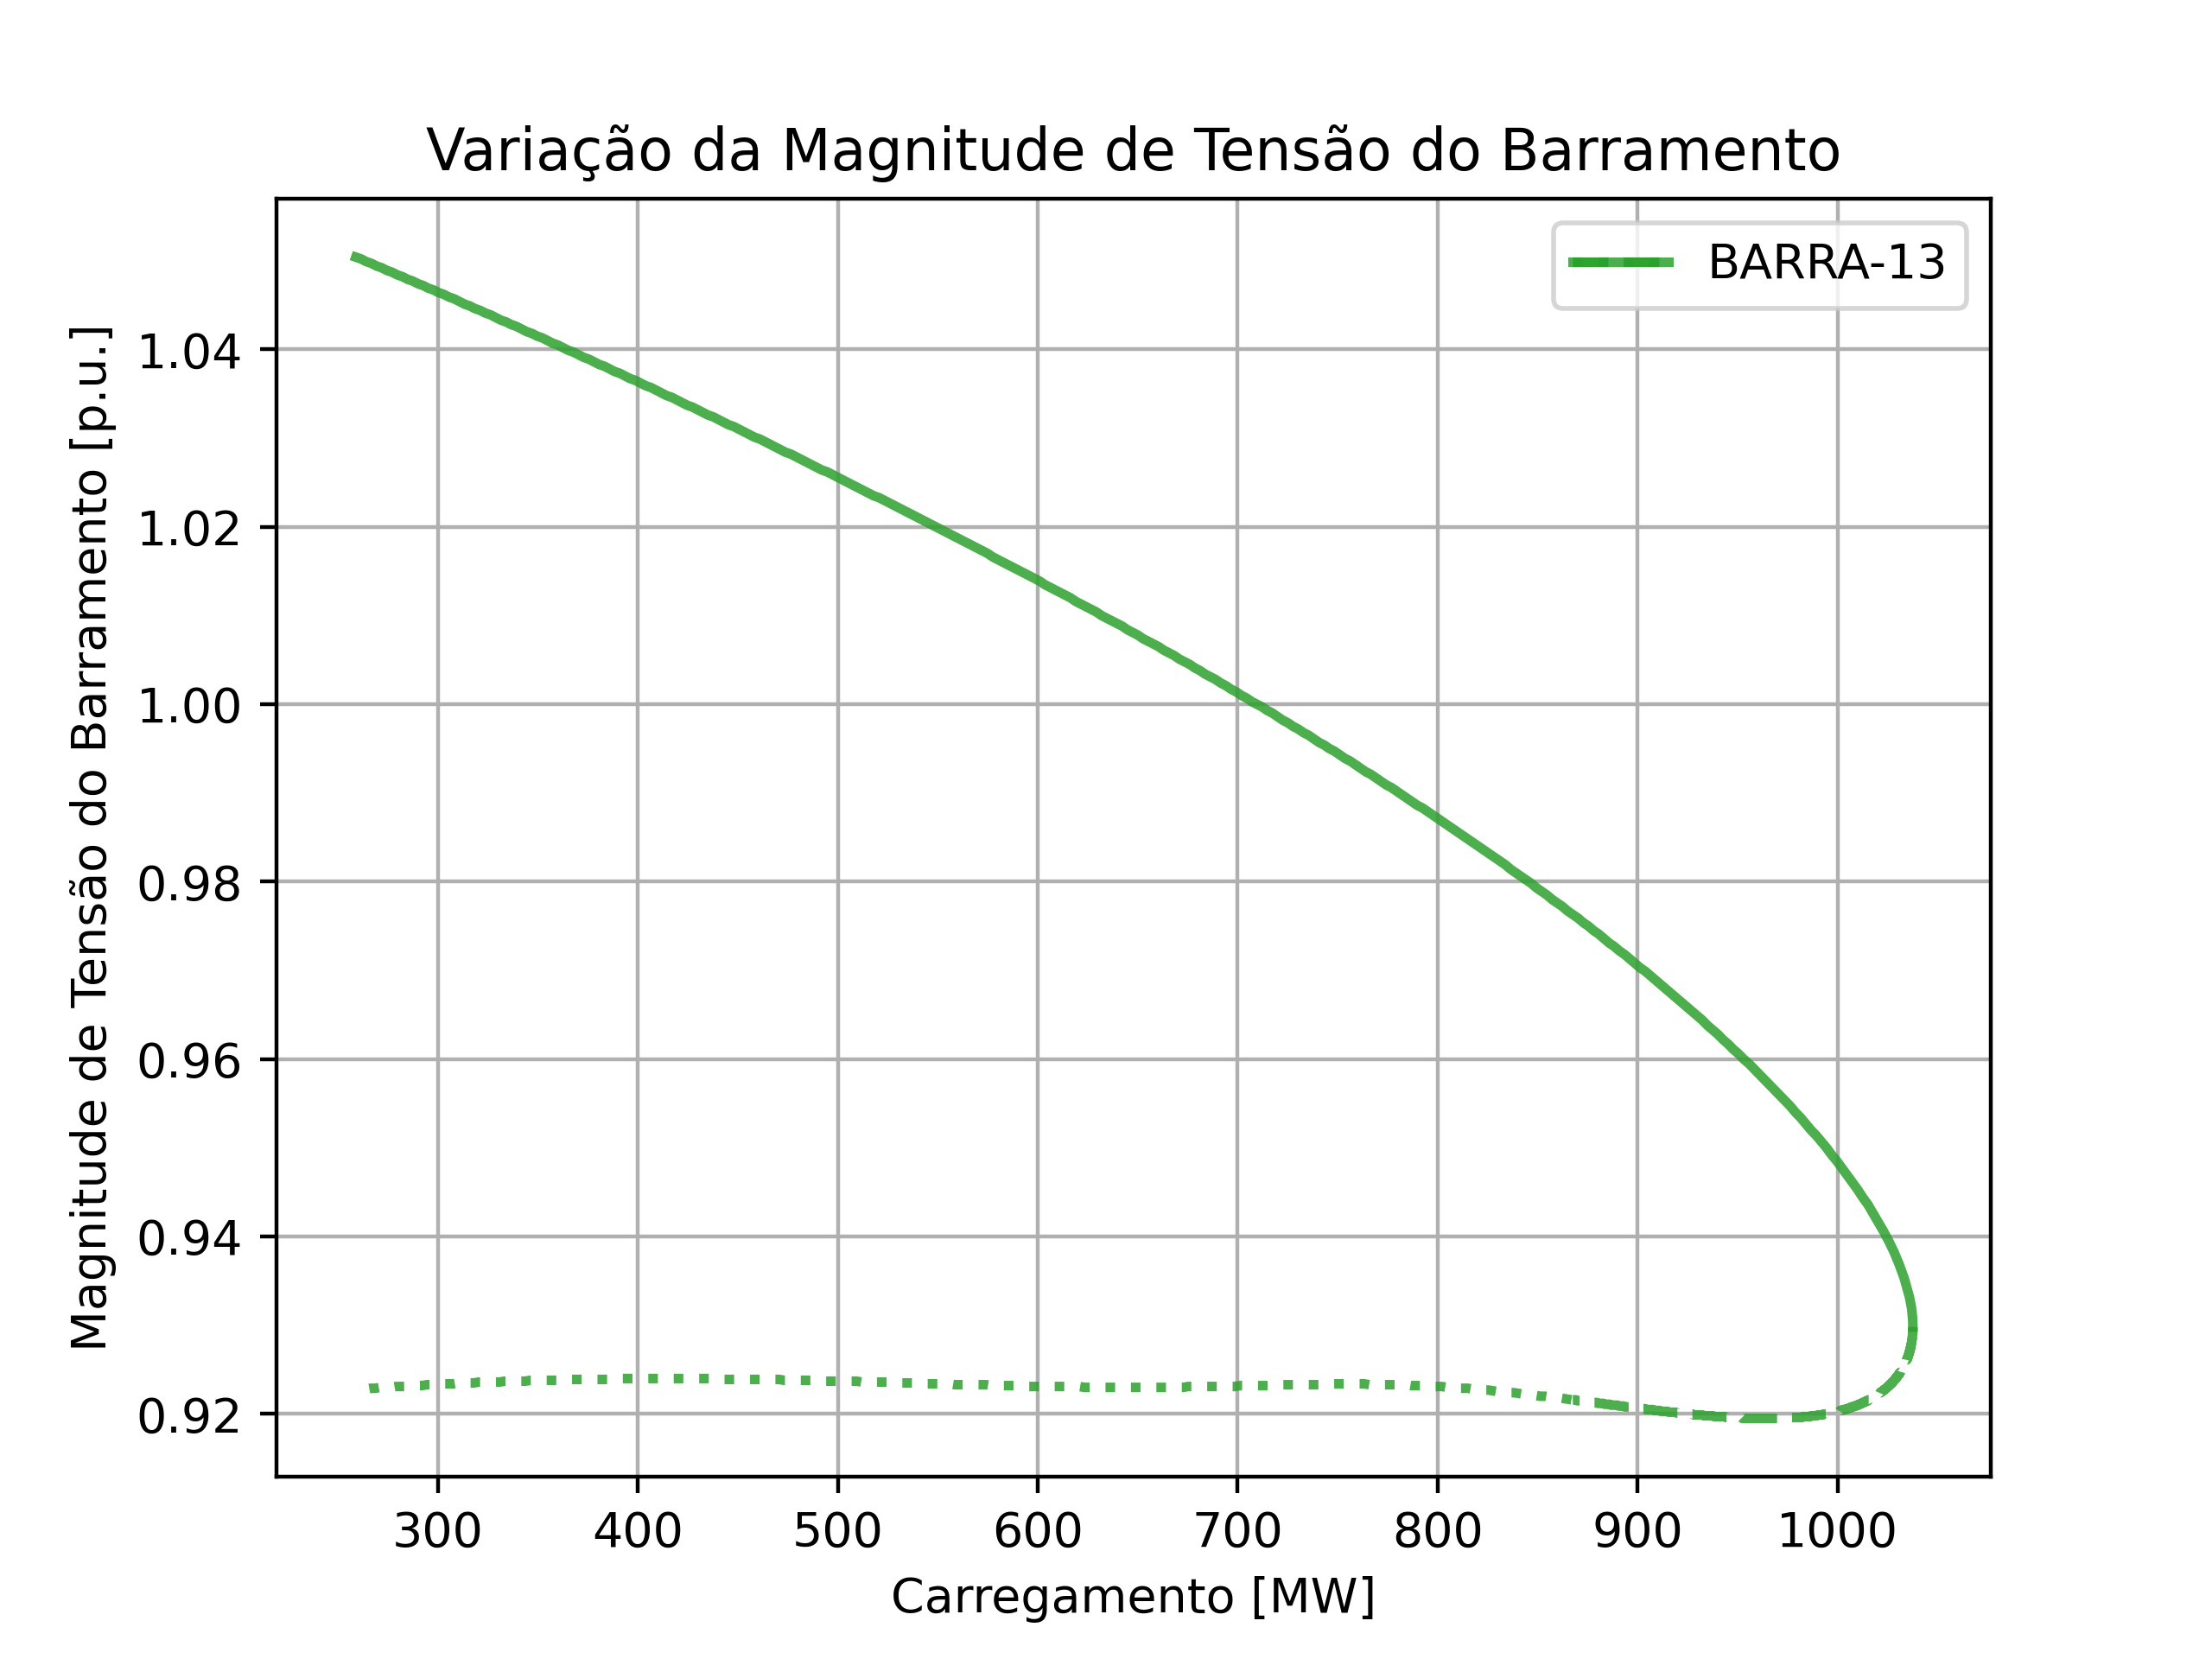 Variação da Magnitude de Tensão do Barramento
BARRA-13
Magnitude de Tensão do Barramento [p.u.]
1.04
1.02
1.00
0.98
0.96
0.94
0.92
300 400 500 600 700 800 900 1000
Carregamento [MW]